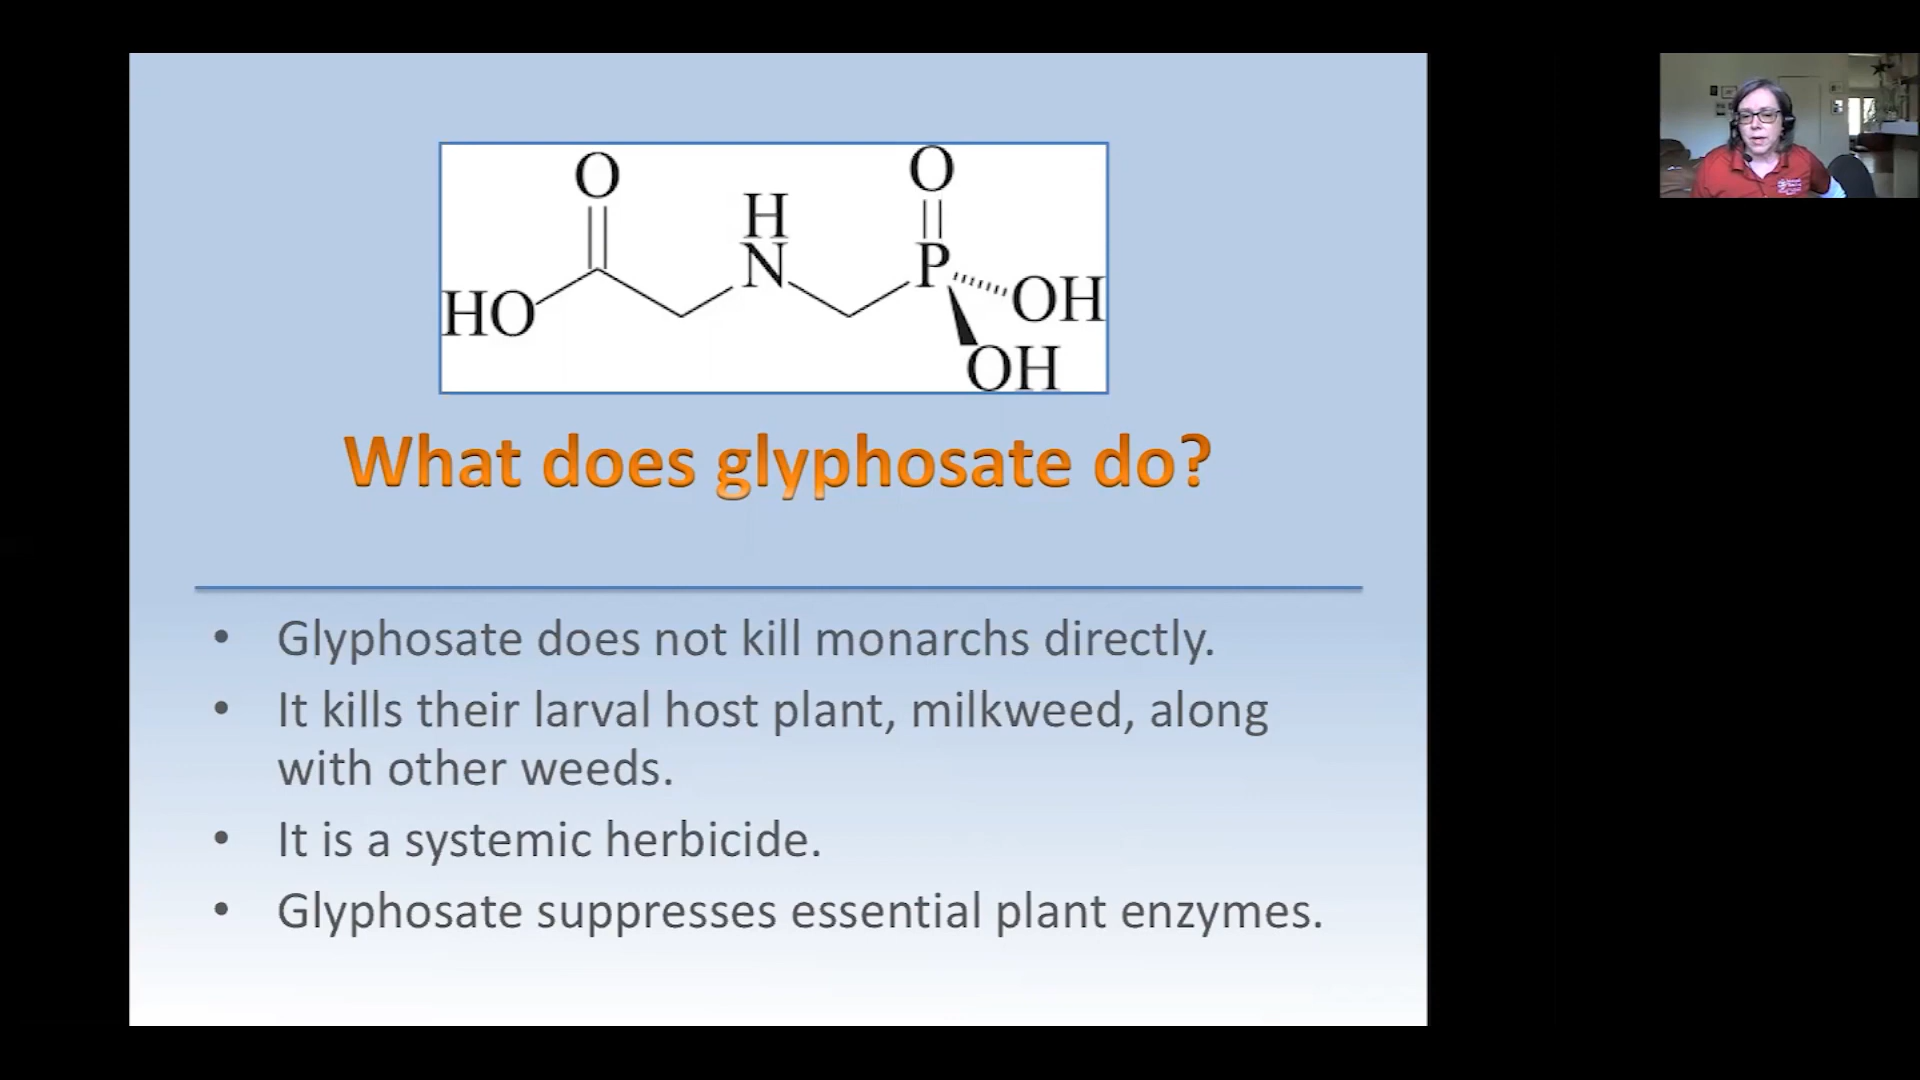 O
O
H
N
P
HO
OH
OH
What does glyphosate do?
• Glyphosate does not kill monarchs directly.
• It kills their larval host plant, milkweed, along
with other weeds.
• It is a systemic herbicide.
• Glyphosate suppresses essential plant enzymes.